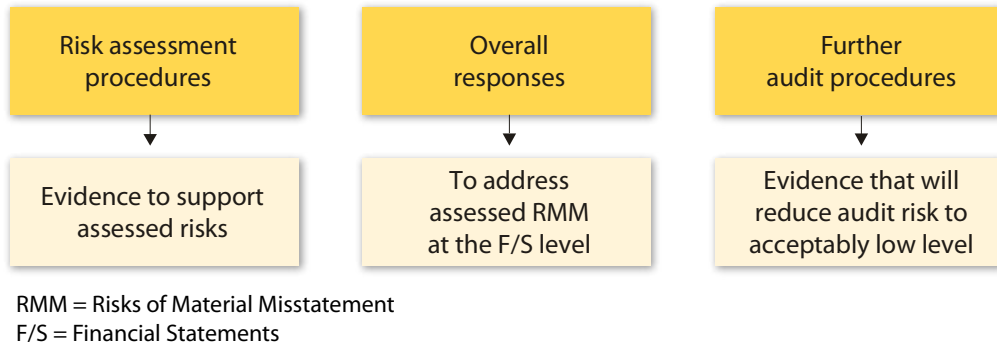 Risk assessment
procedures
Overall
responses
Further
audit procedures
Evidence to support
assessed risks
To address
assessed RMM
at the F/S level
Evidence that will
reduce audit risk to
acceptably low level
RMM = Risks of Material Misstatement
F/S = Financial Statements